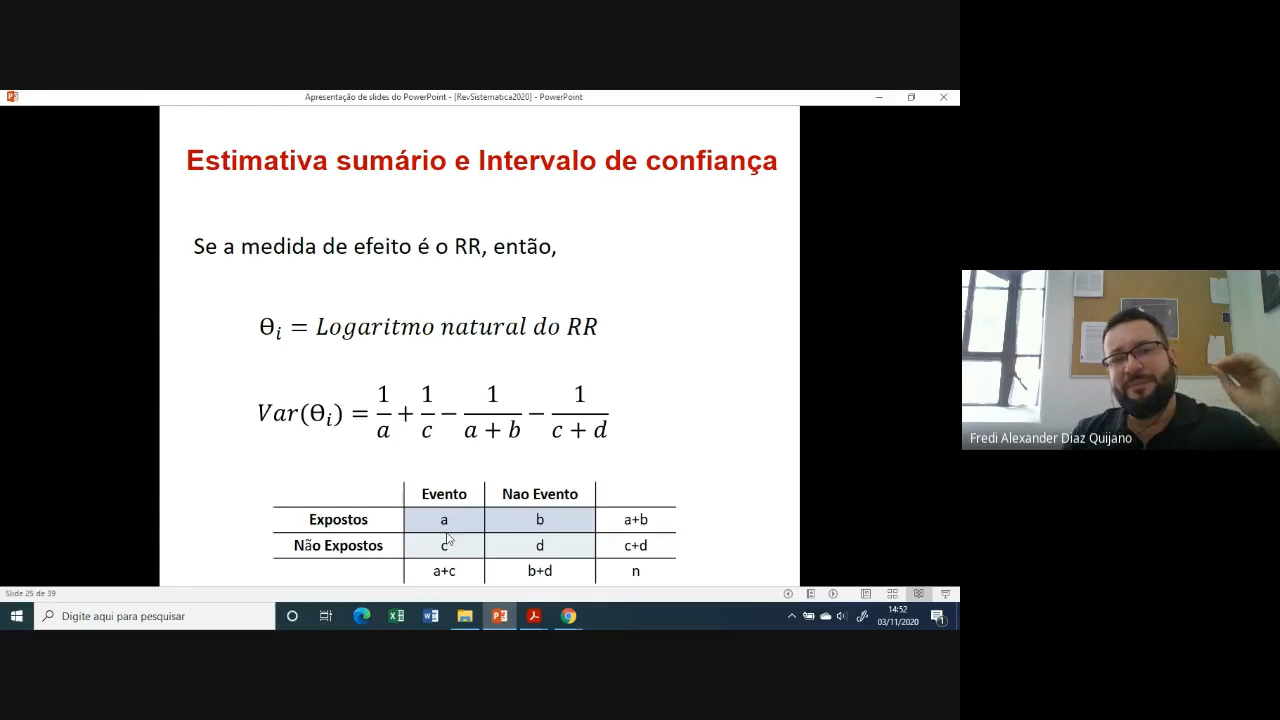 Apresentação de slides do PowerPoint - [RevSistematica2020] - PowerPoint
Estimativa sumário e Intervalo de confiança
Se a medida de efeito é o RR, então,
ϴi = Logaritmo natural do RR
Var(ϴi) = 1/a + 1/c − 1/(a + b) − 1/(c + d)
Evento Nao Evento
Expostos a b a+b
Não Expostos c d c+d
a+c b+d n
Fredi Alexander Diaz Quijano
Slide 25 de 39
Digite aqui para pesquisar
14:52
03/11/2020
1